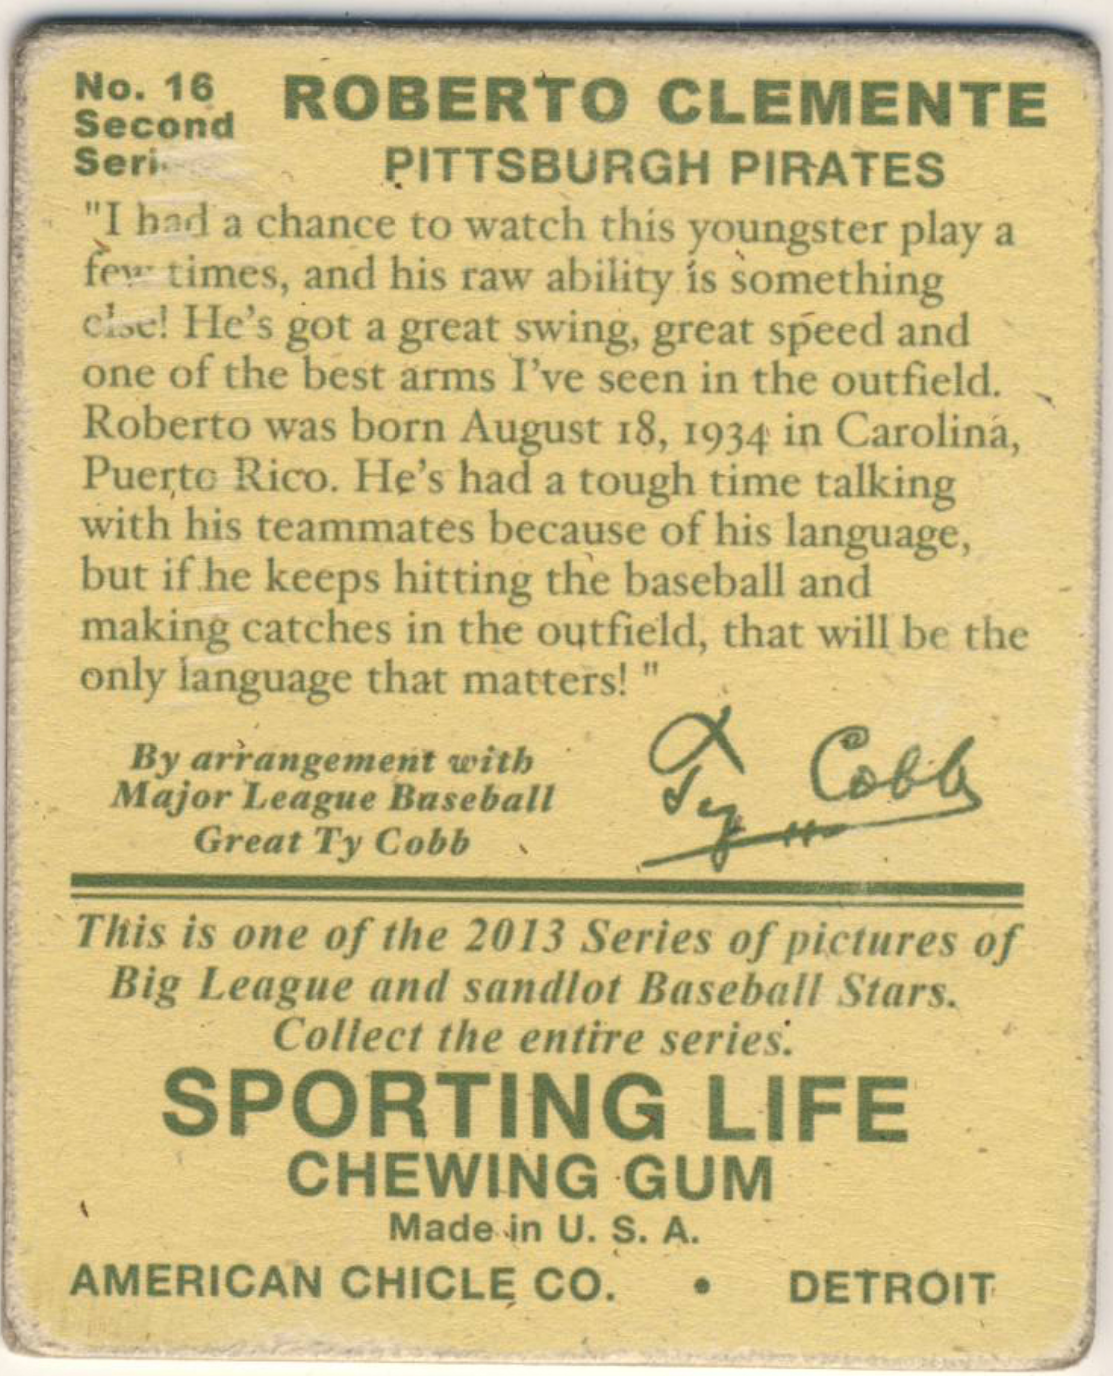 No. 16
Second
Series
ROBERTO CLEMENTE
PITTSBURGH PIRATES
"I had a chance to watch this youngster play a
few times, and his raw ability is something
else! He's got a great swing, great speed and
one of the best arms I've seen in the outfield.
Roberto was born August 18, 1934 in Carolina,
Puerto Rico. He's had a tough time talking
with his teammates because of his language,
but if he keeps hitting the baseball and
making catches in the outfield, that will be the
only language that matters! "
By arrangement with
Major League Baseball
Great Ty Cobb
Ty Cobb
This is one of the 2013 Series of pictures of
Big League and sandlot Baseball Stars.
Collect the entire series.
SPORTING LIFE
CHEWING GUM
Made in U. S. A.
AMERICAN CHICLE CO. • DETROIT